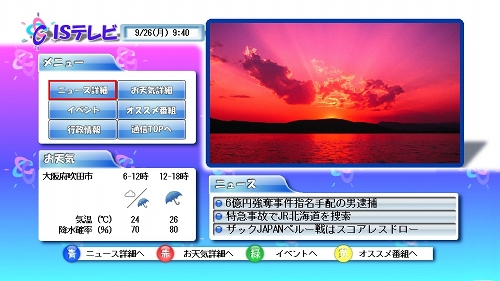 ISテレビ
9/26(月) 9:40
メニュー
ニュース詳細 お天気詳細
イベント オススメ番組
行政情報 通信TOPへ
お天気
大阪府吹田市 6-12時 12-18時
気温 (℃) 24 26
降水確率 (%) 70 80
ニュース
6億円強奪事件指名手配の男逮捕
特急事故でJR北海道を捜索
ザックJAPANペルー戦はスコアレスドロー
青 ニュース詳細へ 赤 お天気詳細へ 緑 イベントへ 黄 オススメ番組へ